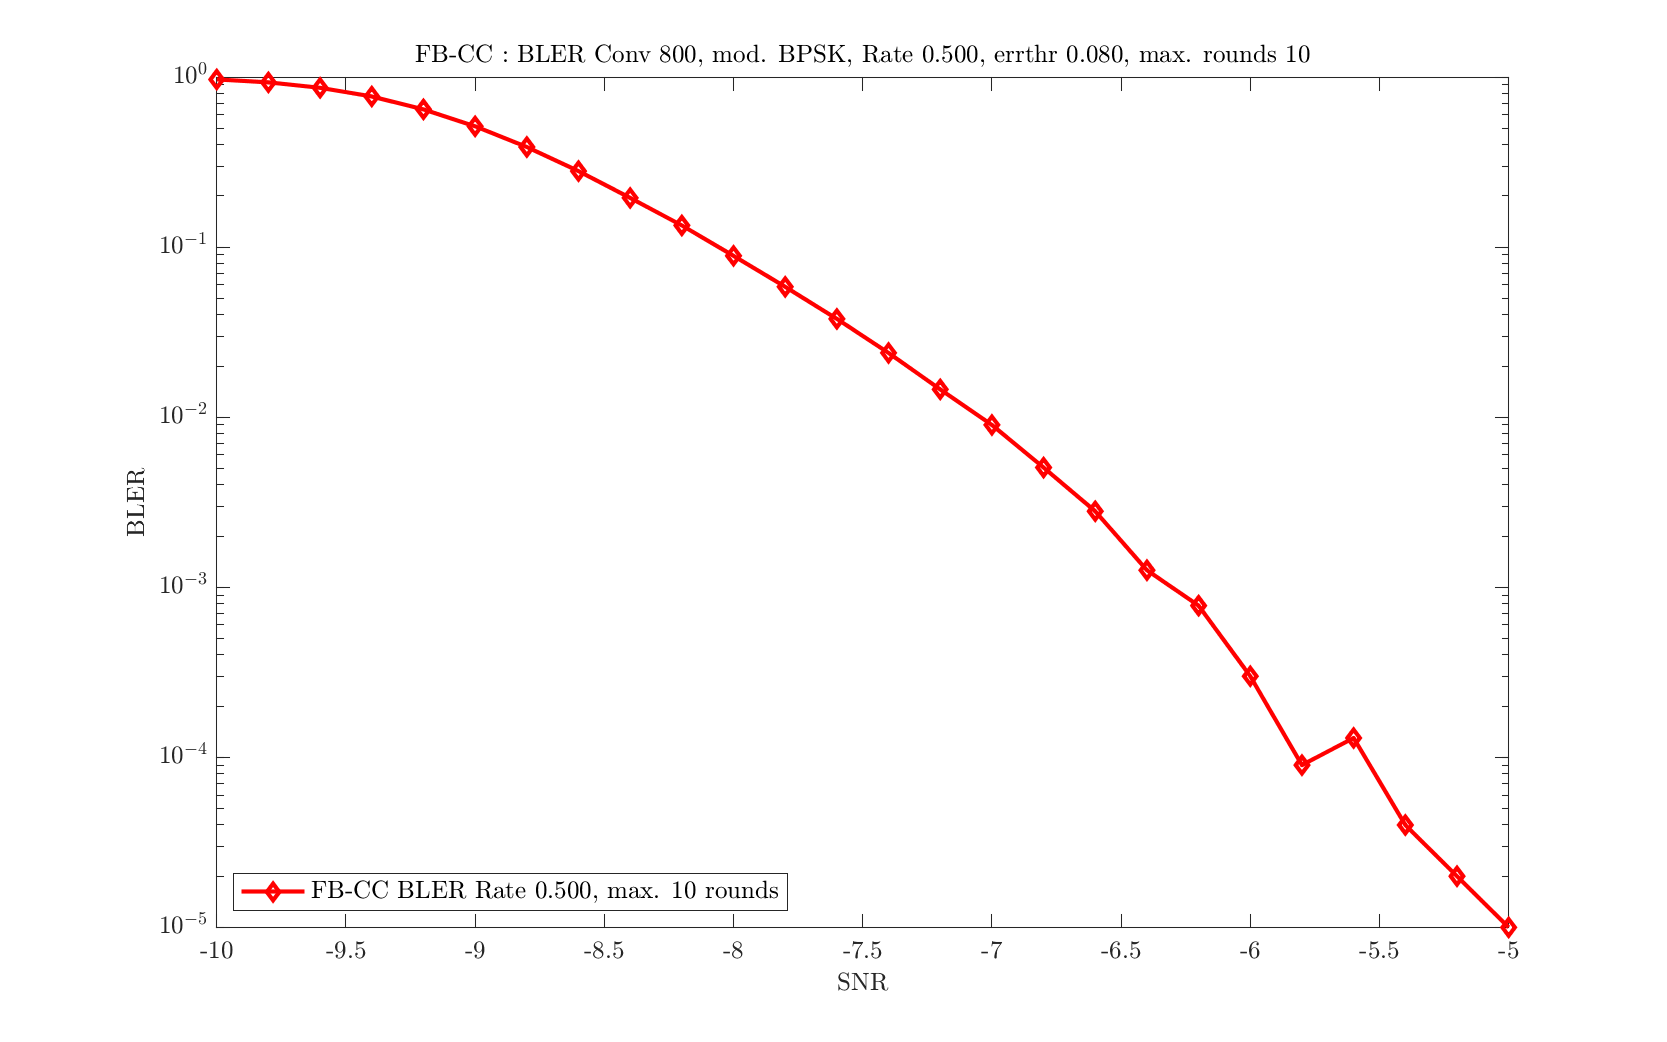 FB-CC : BLER Conv 800, mod. BPSK, Rate 0.500, errthr 0.080, max. rounds 10
10^0
10^-1
10^-2
10^-3
10^-4
10^-5
BLER
FB-CC BLER Rate 0.500, max. 10 rounds
-10 -9.5 -9 -8.5 -8 -7.5 -7 -6.5 -6 -5.5 -5
SNR